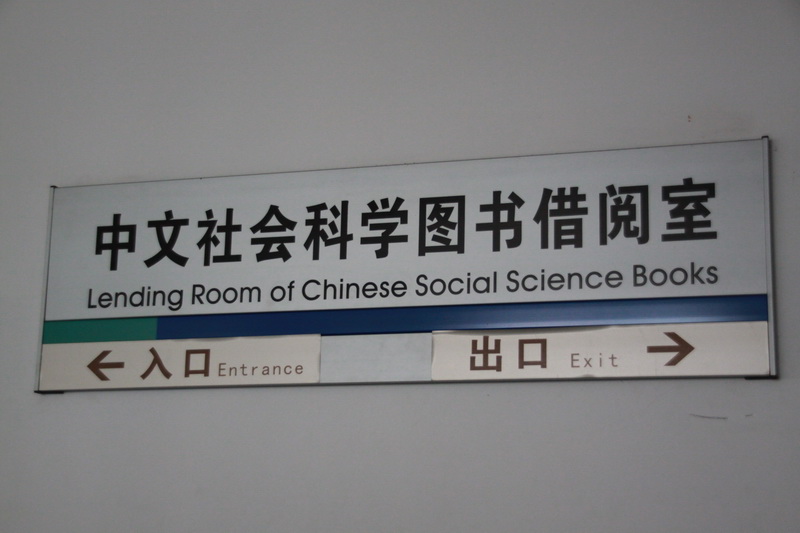 中文社会科学图书借阅室
Lending Room of Chinese Social Science Books
← 入口 Entrance 出口 Exit →